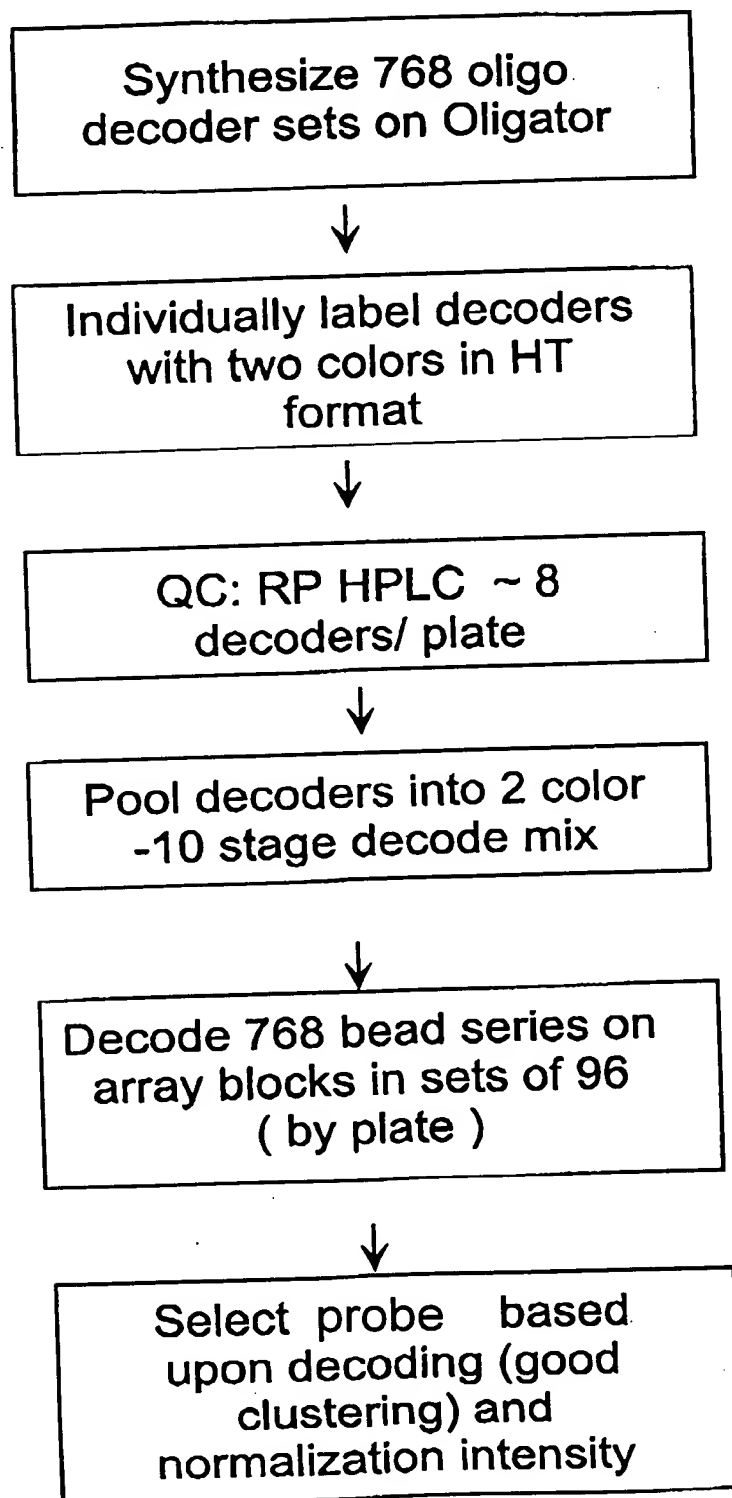 Synthesize 768 oligo
decoder sets on Oligator
Individually label decoders
with two colors in HT
format
QC: RP HPLC ~ 8
decoders/ plate
Pool decoders into 2 color
-10 stage decode mix
Decode 768 bead series on
array blocks in sets of 96
( by plate )
Select probe based
upon decoding (good
clustering) and
normalization intensity